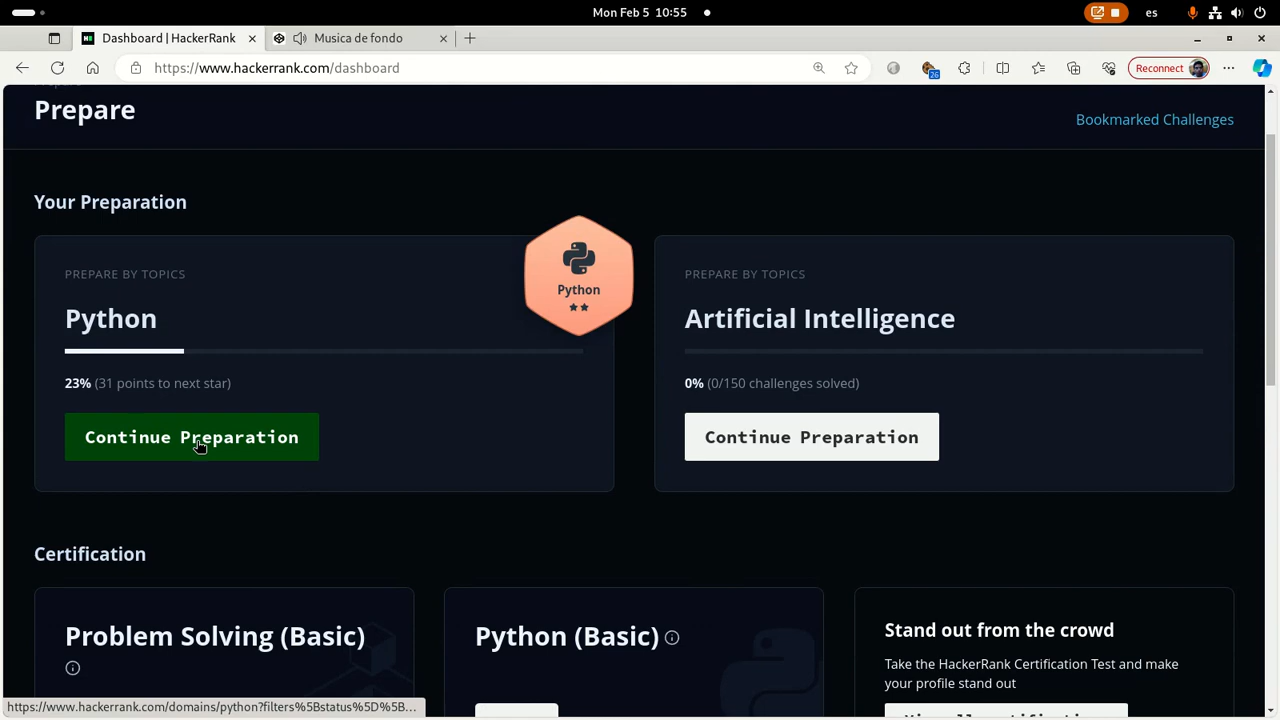 Mon Feb 5 10:55
es
Dashboard | HackerRank
Musica de fondo
https://www.hackerrank.com/dashboard
26
Reconnect
Prepare
Bookmarked Challenges
Your Preparation
PREPARE BY TOPICS
Python
23% (31 points to next star)
Continue Preparation
Python
PREPARE BY TOPICS
Artificial Intelligence
0% (0/150 challenges solved)
Continue Preparation
Certification
Problem Solving (Basic)
Python (Basic)
Stand out from the crowd
Take the HackerRank Certification Test and make
your profile stand out
https://www.hackerrank.com/domains/python?filters%5Bstatus%5D%5B...